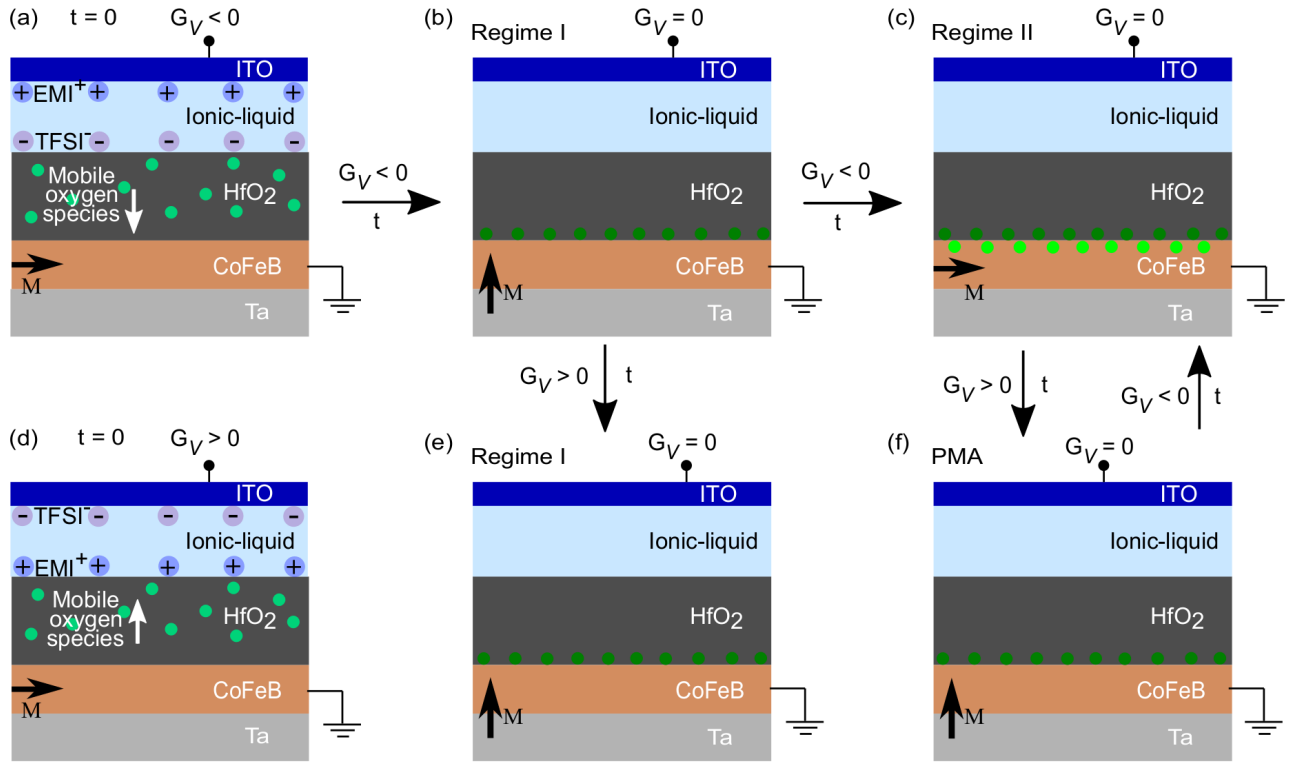 (a) t = 0 G_V < 0
ITO
+ EMI⁺ + + + +
Ionic-liquid
- TFSI⁻ - - - -
Mobile
oxygen
species
HfO₂
CoFeB
M
Ta
G_V < 0
t
(b) G_V = 0
Regime I
ITO
Ionic-liquid
HfO₂
CoFeB
M
Ta
G_V < 0
t
(c) G_V = 0
Regime II
ITO
Ionic-liquid
HfO₂
CoFeB
M
Ta
G_V > 0 t
G_V > 0 t
G_V < 0 t
(d) t = 0 G_V > 0
ITO
- TFSI⁻ - - - -
Ionic-liquid
+ EMI⁺ + + + +
Mobile
oxygen
species
HfO₂
CoFeB
M
Ta
(e) G_V = 0
Regime I
ITO
Ionic-liquid
HfO₂
CoFeB
M
Ta
(f) G_V = 0
PMA
ITO
Ionic-liquid
HfO₂
CoFeB
M
Ta